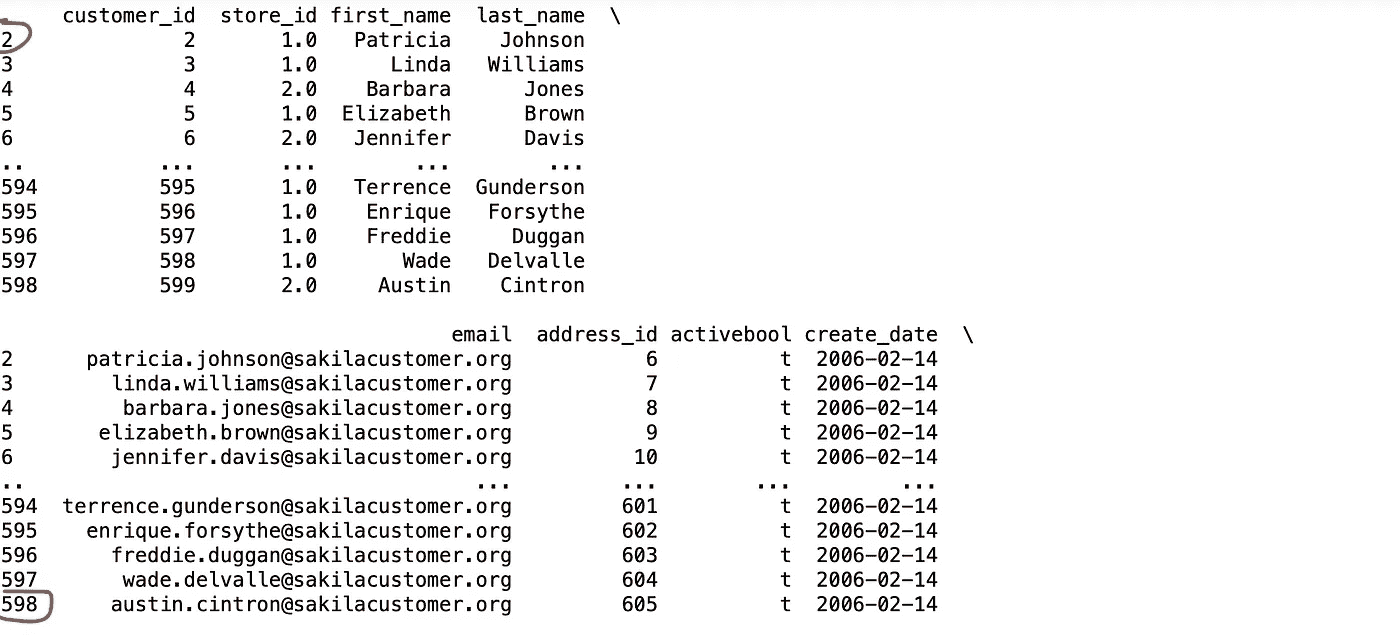 customer_id store_id first_name last_name \
2 2 1.0 Patricia Johnson
3 3 1.0 Linda Williams
4 4 2.0 Barbara Jones
5 5 1.0 Elizabeth Brown
6 6 2.0 Jennifer Davis
.. ... ... ... ...
594 595 1.0 Terrence Gunderson
595 596 1.0 Enrique Forsythe
596 597 1.0 Freddie Duggan
597 598 1.0 Wade Delvalle
598 599 2.0 Austin Cintron
email address_id activebool create_date \
2 patricia.johnson@sakilacustomer.org 6 t 2006-02-14
3 linda.williams@sakilacustomer.org 7 t 2006-02-14
4 barbara.jones@sakilacustomer.org 8 t 2006-02-14
5 elizabeth.brown@sakilacustomer.org 9 t 2006-02-14
6 jennifer.davis@sakilacustomer.org 10 t 2006-02-14
.. ... ... ... ...
594 terrence.gunderson@sakilacustomer.org 601 t 2006-02-14
595 enrique.forsythe@sakilacustomer.org 602 t 2006-02-14
596 freddie.duggan@sakilacustomer.org 603 t 2006-02-14
597 wade.delvalle@sakilacustomer.org 604 t 2006-02-14
598 austin.cintron@sakilacustomer.org 605 t 2006-02-14